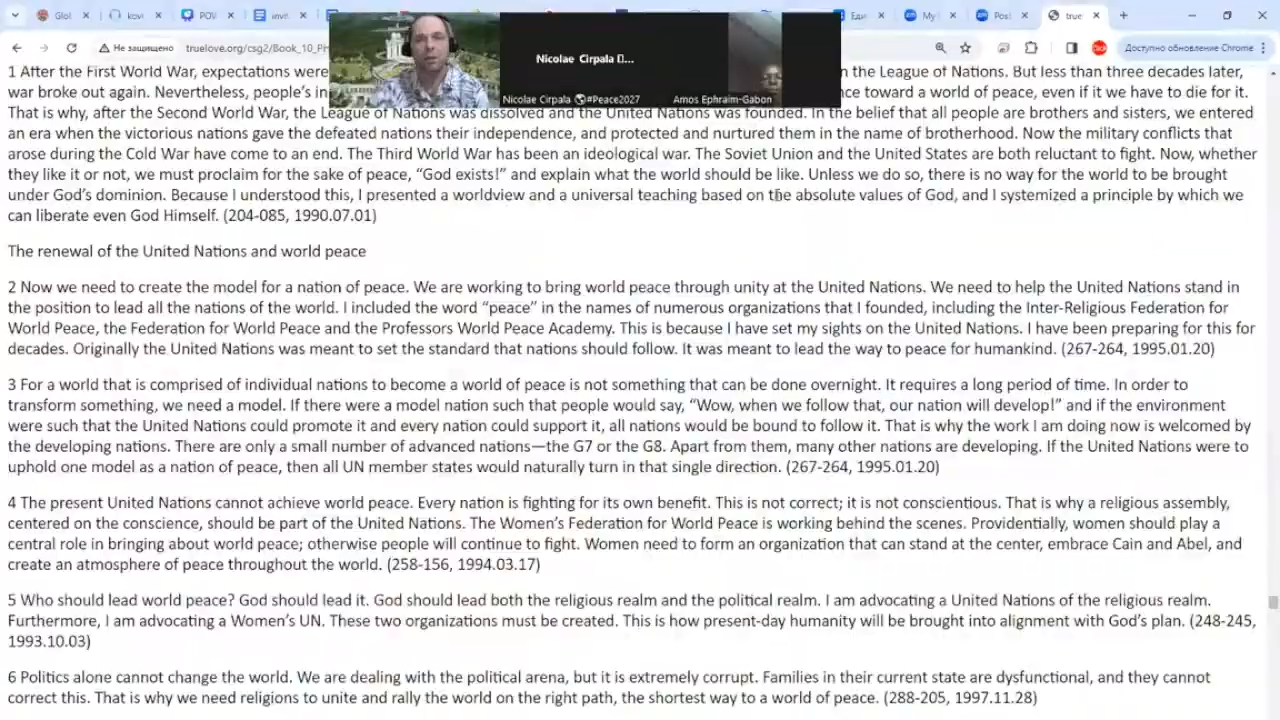 Glol
kovi
POV
invit
Еди
My
Post
true
Не защищено
truelove.org/csg2/Book_10_PH
Доступно обновление Chrome
Nicolae Cirpala
Nicolae Cirpala 🌎#Peace2027
Amos Ephraim-Gabon
1 After the First World War, expectations were
n the League of Nations. But less than three decades later,
war broke out again. Nevertheless, people's in
nce toward a world of peace, even if it we have to die for it.
That is why, after the Second World War, the League of Nations was dissolved and the United Nations was founded. In the belief that all people are brothers and sisters, we entered
an era when the victorious nations gave the defeated nations their independence, and protected and nurtured them in the name of brotherhood. Now the military conflicts that
arose during the Cold War have come to an end. The Third World War has been an ideological war. The Soviet Union and the United States are both reluctant to fight. Now, whether
they like it or not, we must proclaim for the sake of peace, “God exists!” and explain what the world should be like. Unless we do so, there is no way for the world to be brought
under God's dominion. Because I understood this, I presented a worldview and a universal teaching based on the absolute values of God, and I systemized a principle by which we
can liberate even God Himself. (204-085, 1990.07.01)
The renewal of the United Nations and world peace
2 Now we need to create the model for a nation of peace. We are working to bring world peace through unity at the United Nations. We need to help the United Nations stand in
the position to lead all the nations of the world. I included the word “peace” in the names of numerous organizations that I founded, including the Inter-Religious Federation for
World Peace, the Federation for World Peace and the Professors World Peace Academy. This is because I have set my sights on the United Nations. I have been preparing for this for
decades. Originally the United Nations was meant to set the standard that nations should follow. It was meant to lead the way to peace for humankind. (267-264, 1995.01.20)
3 For a world that is comprised of individual nations to become a world of peace is not something that can be done overnight. It requires a long period of time. In order to
transform something, we need a model. If there were a model nation such that people would say, “Wow, when we follow that, our nation will develop!” and if the environment
were such that the United Nations could promote it and every nation could support it, all nations would be bound to follow it. That is why the work I am doing now is welcomed by
the developing nations. There are only a small number of advanced nations—the G7 or the G8. Apart from them, many other nations are developing. If the United Nations were to
uphold one model as a nation of peace, then all UN member states would naturally turn in that single direction. (267-264, 1995.01.20)
4 The present United Nations cannot achieve world peace. Every nation is fighting for its own benefit. This is not correct; it is not conscientious. That is why a religious assembly,
centered on the conscience, should be part of the United Nations. The Women's Federation for World Peace is working behind the scenes. Providentially, women should play a
central role in bringing about world peace; otherwise people will continue to fight. Women need to form an organization that can stand at the center, embrace Cain and Abel, and
create an atmosphere of peace throughout the world. (258-156, 1994.03.17)
5 Who should lead world peace? God should lead it. God should lead both the religious realm and the political realm. I am advocating a United Nations of the religious realm.
Furthermore, I am advocating a Women's UN. These two organizations must be created. This is how present-day humanity will be brought into alignment with God's plan. (248-245,
1993.10.03)
6 Politics alone cannot change the world. We are dealing with the political arena, but it is extremely corrupt. Families in their current state are dysfunctional, and they cannot
correct this. That is why we need religions to unite and rally the world on the right path, the shortest way to a world of peace. (288-205, 1997.11.28)